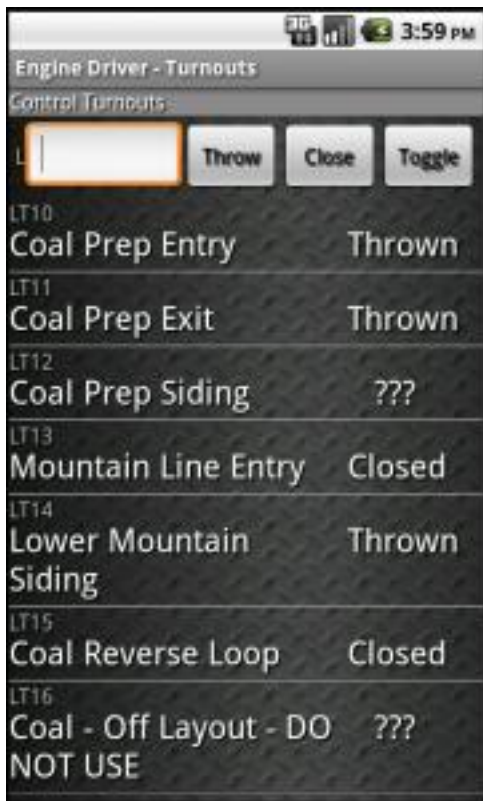 3:59 PM
Engine Driver - Turnouts
Control Turnouts
L Throw Close Toggle
LT10
Coal Prep Entry Thrown
LT11
Coal Prep Exit Thrown
LT12
Coal Prep Siding ???
LT13
Mountain Line Entry Closed
LT14
Lower Mountain Thrown
Siding
LT15
Coal Reverse Loop Closed
LT16
Coal - Off Layout - DO ???
NOT USE